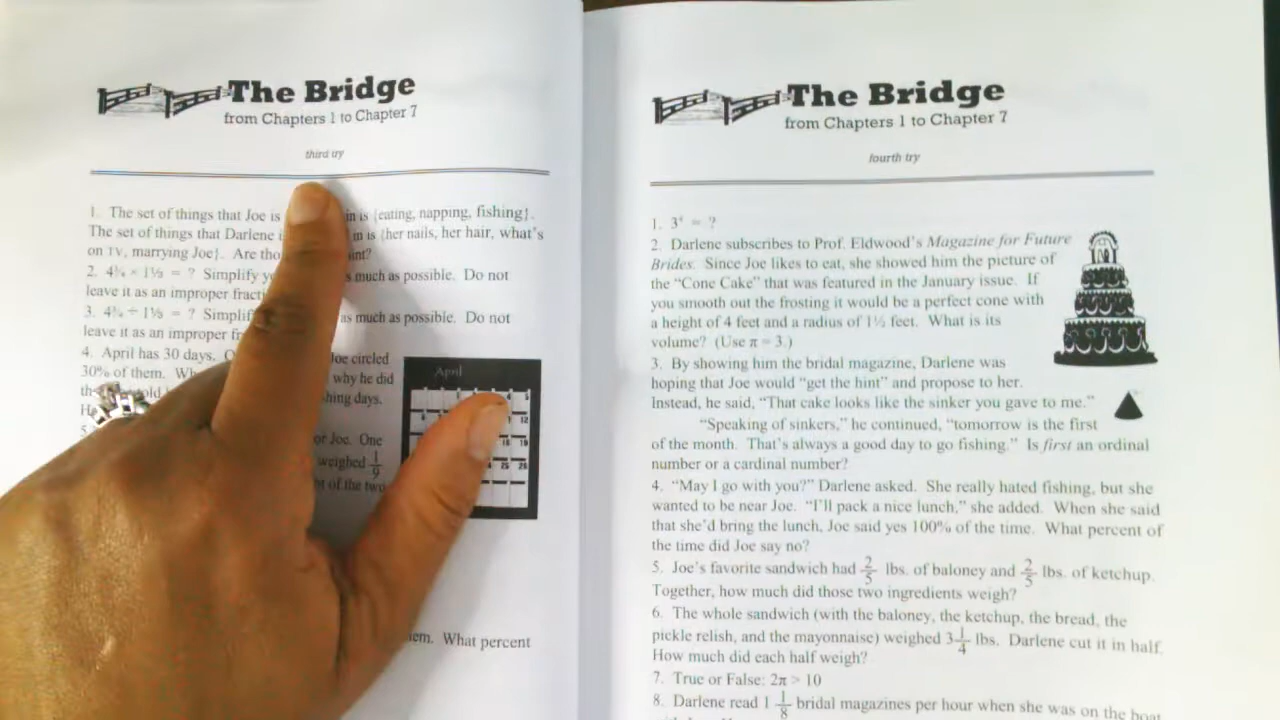 The Bridge
from Chapters 1 to Chapter 7
third try
1. The set of things that Joe is in is {eating, napping, fishing}.
The set of things that Darlene in is {her nails, her hair, what's
on TV, marrying Joe}. Are
2. 4¾ × 1⅓ = ? Simplify as much as possible. Do not
leave it as an improper
3. 4¾ ÷ 1⅓ = ? as much as possible. Do not
leave it as an improper
4. April has 30 days. Joe circled
30% of them. why he did
told
days.
or Joe. One
weighed 1/9
of the two
What percent
April
The Bridge
from Chapters 1 to Chapter 7
fourth try
1. 3⁴ = ?
2. Darlene subscribes to Prof. Eldwood's Magazine for Future
Brides. Since Joe likes to eat, she showed him the picture of
the "Cone Cake" that was featured in the January issue. If
you smooth out the frosting it would be a perfect cone with
a height of 4 feet and a radius of 1½ feet. What is its
volume? (Use π = 3.)
3. By showing him the bridal magazine, Darlene was
hoping that Joe would "get the hint" and propose to her.
Instead, he said, "That cake looks like the sinker you gave to me."
"Speaking of sinkers," he continued, "tomorrow is the first
of the month. That's always a good day to go fishing." Is first an ordinal
number or a cardinal number?
4. "May I go with you?" Darlene asked. She really hated fishing, but she
wanted to be near Joe. "I'll pack a nice lunch," she added. When she said
that she'd bring the lunch, Joe said yes 100% of the time. What percent of
the time did Joe say no?
5. Joe's favorite sandwich had 2/5 lbs. of baloney and 2/5 lbs. of ketchup.
Together, how much did those two ingredients weigh?
6. The whole sandwich (with the baloney, the ketchup, the bread, the
pickle relish, and the mayonnaise) weighed 3 1/4 lbs. Darlene cut it in half.
How much did each half weigh?
7. True or False: 2π > 10
8. Darlene read 1 1/8 bridal magazines per hour when she was on the boat